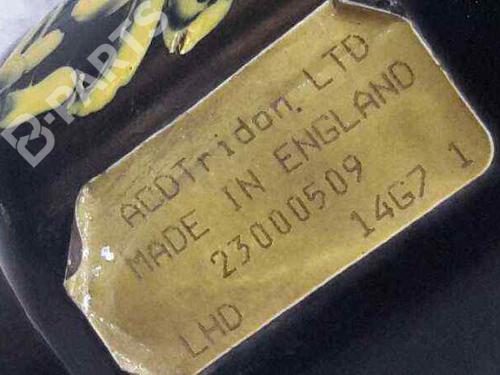 B-PARTS
ACDTridon. LTD
MADE IN ENGLAND
23000509
14G7 1
LHD